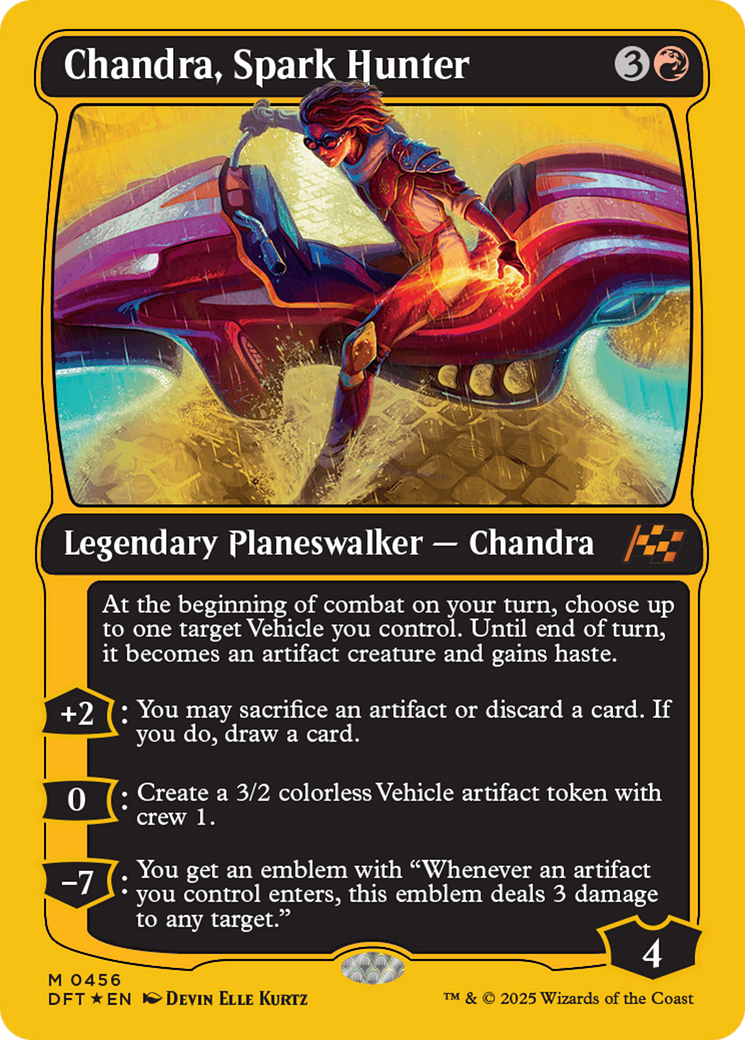 Chandra, Spark Hunter 3
Legendary Planeswalker — Chandra
At the beginning of combat on your turn, choose up
to one target Vehicle you control. Until end of turn,
it becomes an artifact creature and gains haste.
+2 : You may sacrifice an artifact or discard a card. If
you do, draw a card.
0 : Create a 3/2 colorless Vehicle artifact token with
crew 1.
−7 : You get an emblem with “Whenever an artifact
you control enters, this emblem deals 3 damage
to any target.”
4
M 0456
DFT ★ EN Devin Elle Kurtz ™ & © 2025 Wizards of the Coast